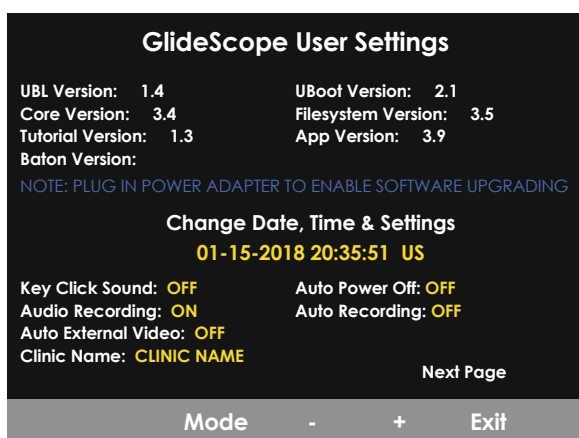 GlideScope User Settings
UBL Version: 1.4 UBoot Version: 2.1
Core Version: 3.4 Filesystem Version: 3.5
Tutorial Version: 1.3 App Version: 3.9
Baton Version:
NOTE: PLUG IN POWER ADAPTER TO ENABLE SOFTWARE UPGRADING
Change Date, Time & Settings
01-15-2018 20:35:51 US
Key Click Sound: OFF Auto Power Off: OFF
Audio Recording: ON Auto Recording: OFF
Auto External Video: OFF
Clinic Name: CLINIC NAME
Next Page
Mode - + Exit